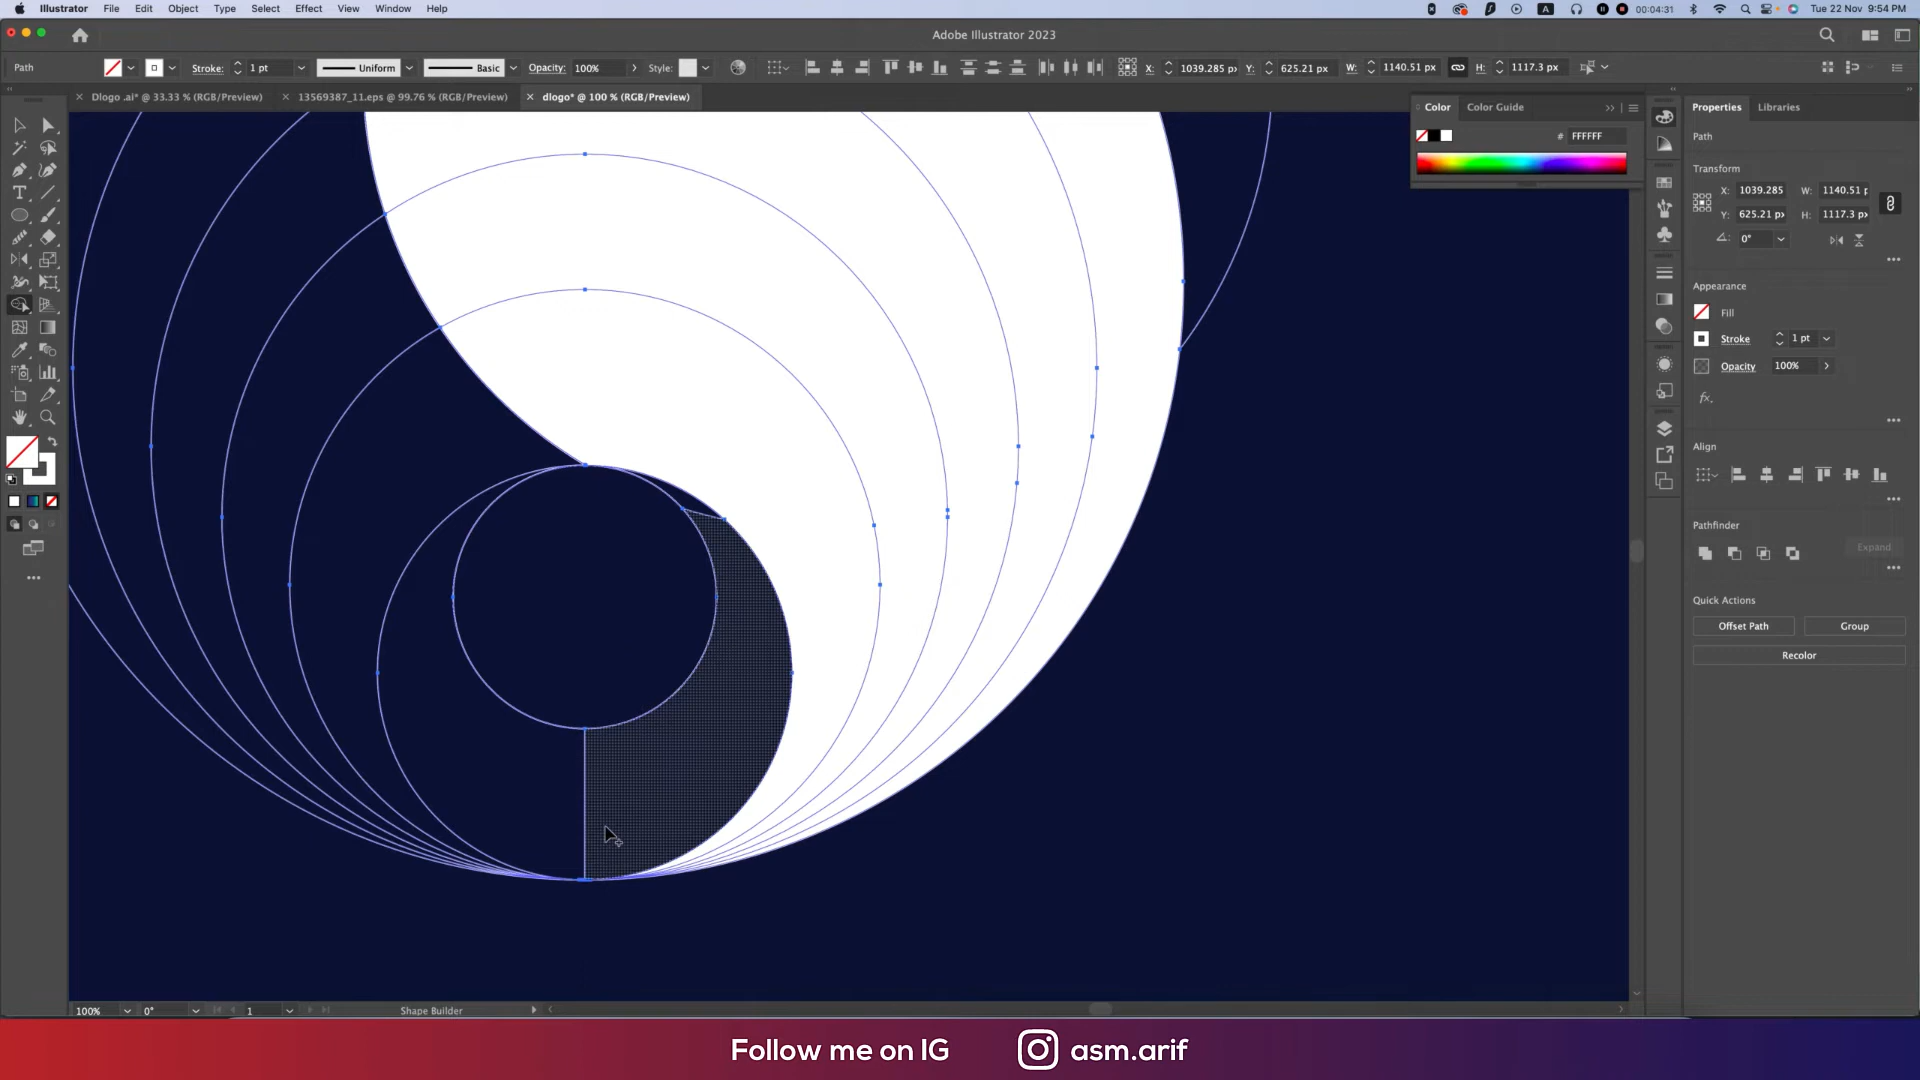 Illustrator File Edit Object Type Select Effect View Window Help
00:04:31 Tue 22 Nov 9:54 PM
Adobe Illustrator 2023
Path Stroke: 1 pt Uniform Basic Opacity: 100% Style: X: 1039.285 px Y: 625.21 px W: 1140.51 px H: 1117.3 px
× Dlogo .ai* @ 33.33 % (RGB/Preview) × 13569387_11.eps @ 99.76 % (RGB/Preview) × dlogo* @ 100 % (RGB/Preview)
Color Color Guide
# FFFFFF
Properties Libraries
Path
Transform
X: 1039.285 W: 1140.51 p
Y: 625.21 px H: 1117.3 px
0°
Appearance
Fill
Stroke 1 pt
Opacity 100%
fx.
Align
Pathfinder
Expand
Quick Actions
Offset Path Group
Recolor
100% 0° 1 Shape Builder
Follow me on IG asm.arif